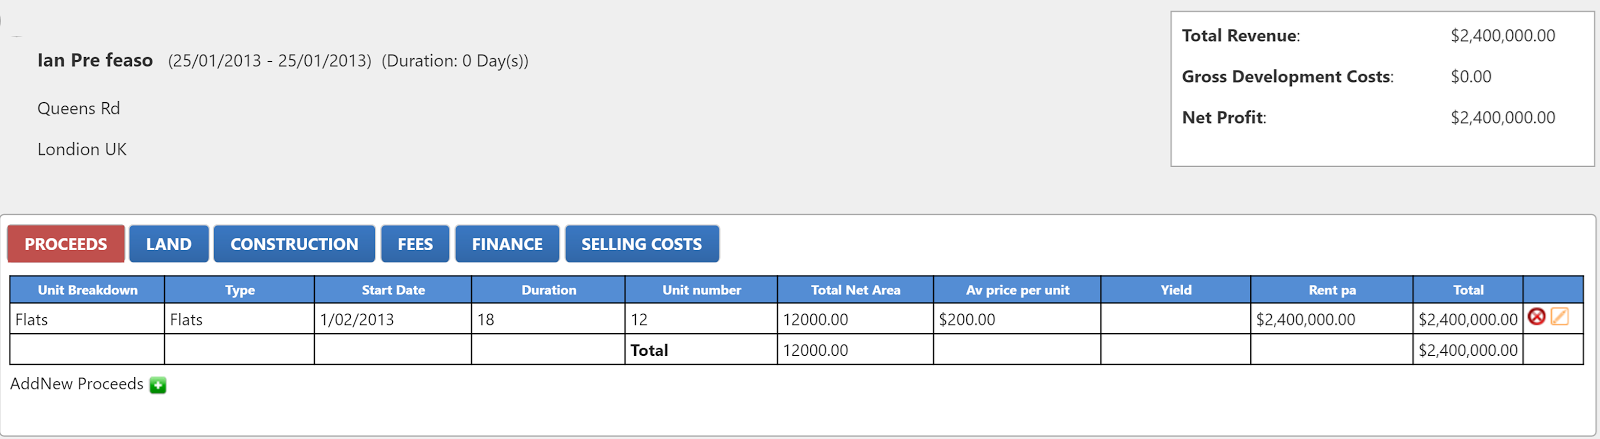 Ian Pre feaso (25/01/2013 - 25/01/2013) (Duration: 0 Day(s))
Queens Rd
Londion UK
Total Revenue: $2,400,000.00
Gross Development Costs: $0.00
Net Profit: $2,400,000.00
PROCEEDS LAND CONSTRUCTION FEES FINANCE SELLING COSTS
Unit Breakdown Type Start Date Duration Unit number Total Net Area Av price per unit Yield Rent pa Total
Flats Flats 1/02/2013 18 12 12000.00 $200.00 $2,400,000.00 $2,400,000.00
Total 12000.00 $2,400,000.00
AddNew Proceeds